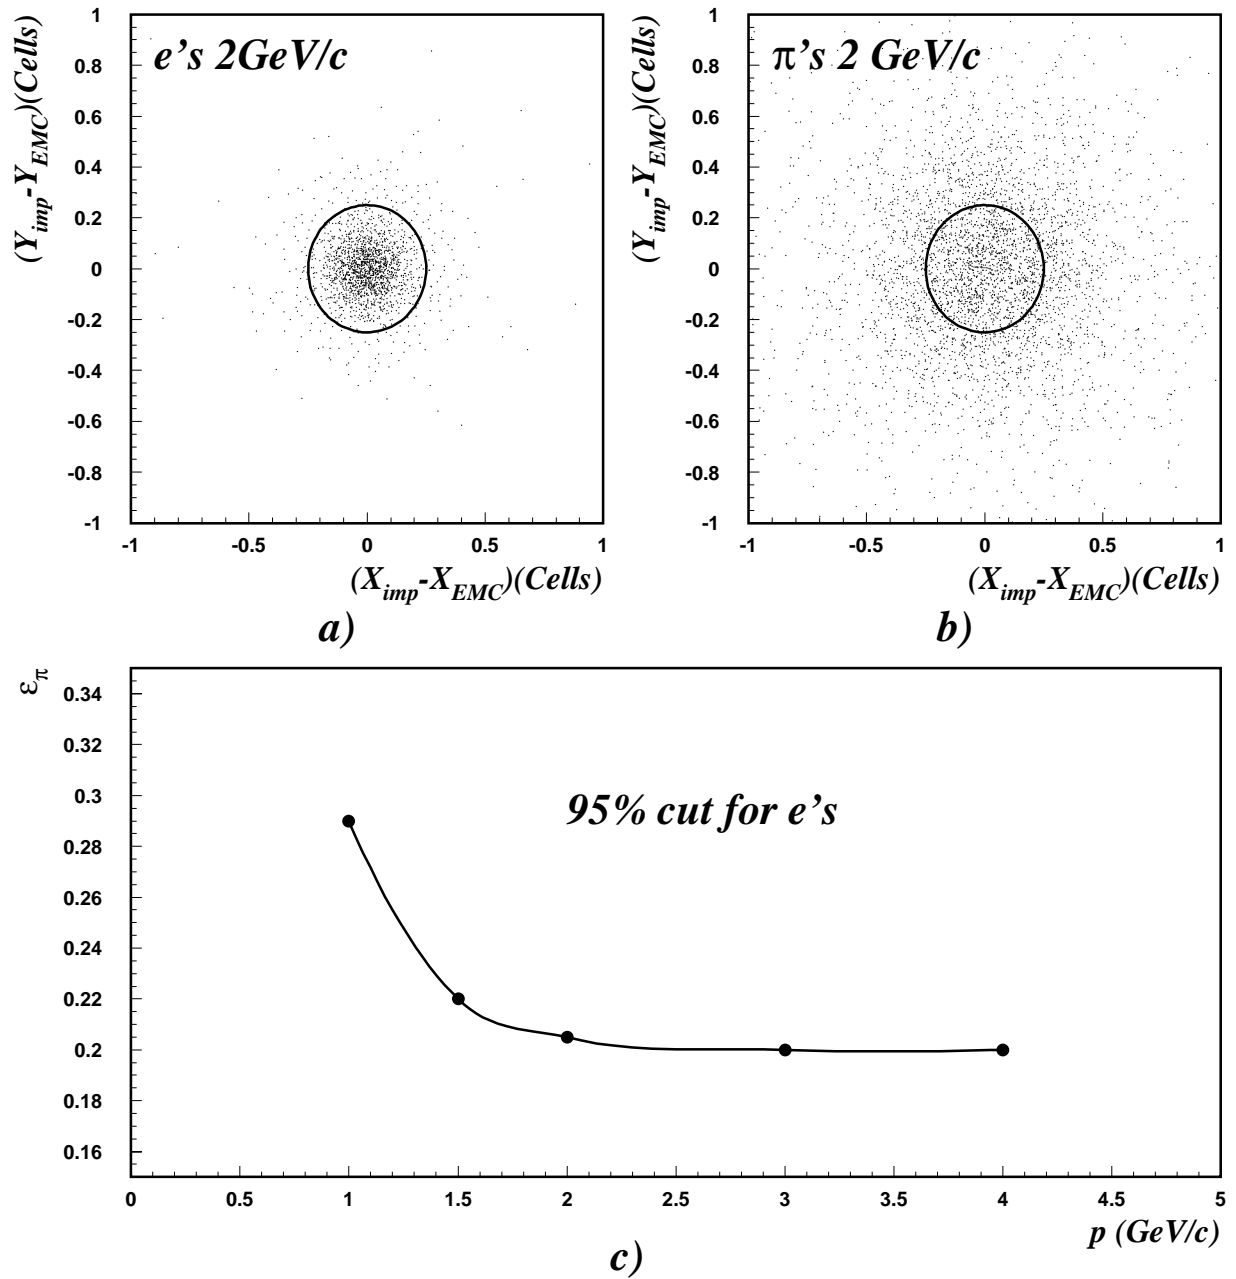 e's 2GeV/c
(Y_imp-Y_EMC)(Cells)
1
0.8
0.6
0.4
0.2
0
-0.2
-0.4
-0.6
-0.8
-1
-1 -0.5 0 0.5 1
(X_imp-X_EMC)(Cells)
a)
π's 2 GeV/c
(Y_imp-Y_EMC)(Cells)
1
0.8
0.6
0.4
0.2
0
-0.2
-0.4
-0.6
-0.8
-1
-1 -0.5 0 0.5 1
(X_imp-X_EMC)(Cells)
b)
ε_π
0.34
0.32
0.3
0.28
0.26
0.24
0.22
0.2
0.18
0.16
95% cut for e's
0 0.5 1 1.5 2 2.5 3 3.5 4 4.5 5
p (GeV/c)
c)